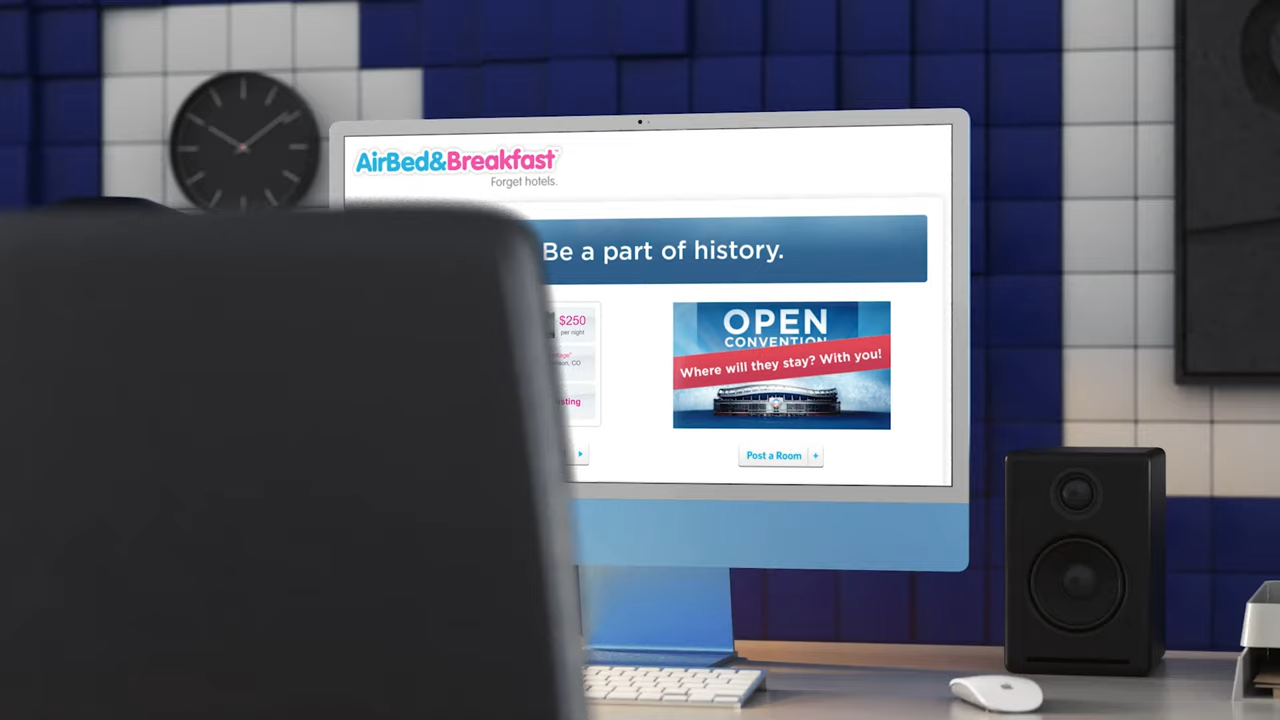 AirBed&Breakfast
Forget hotels.
Be a part of history.
$250
per night
OPEN
CONVENTION
Where will they stay? With you!
Post a Room +